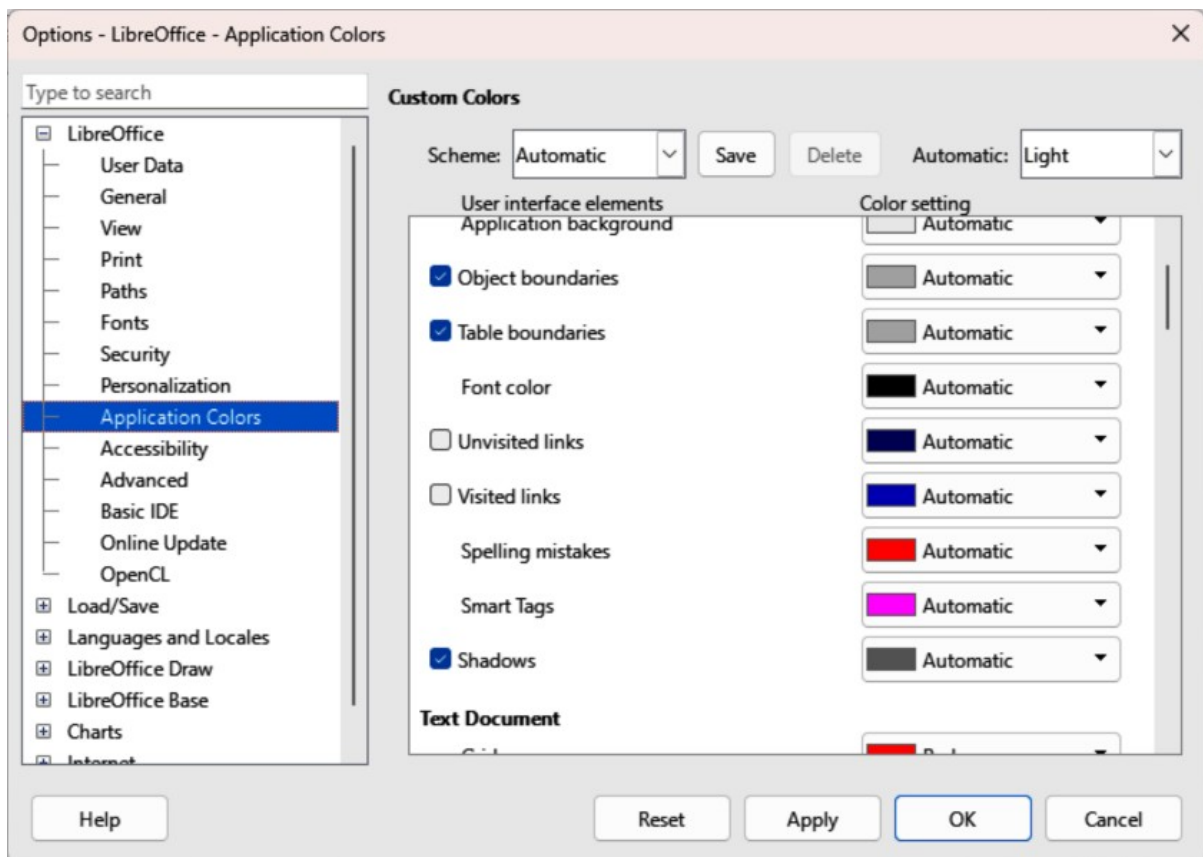 Options - LibreOffice - Application Colors
Type to search
LibreOffice
User Data
General
View
Print
Paths
Fonts
Security
Personalization
Application Colors
Accessibility
Advanced
Basic IDE
Online Update
OpenCL
Load/Save
Languages and Locales
LibreOffice Draw
LibreOffice Base
Charts
Internet
Custom Colors
Scheme: Automatic Save Delete Automatic: Light
User interface elements Color setting
Application background Automatic
Object boundaries Automatic
Table boundaries Automatic
Font color Automatic
Unvisited links Automatic
Visited links Automatic
Spelling mistakes Automatic
Smart Tags Automatic
Shadows Automatic
Text Document
Help Reset Apply OK Cancel